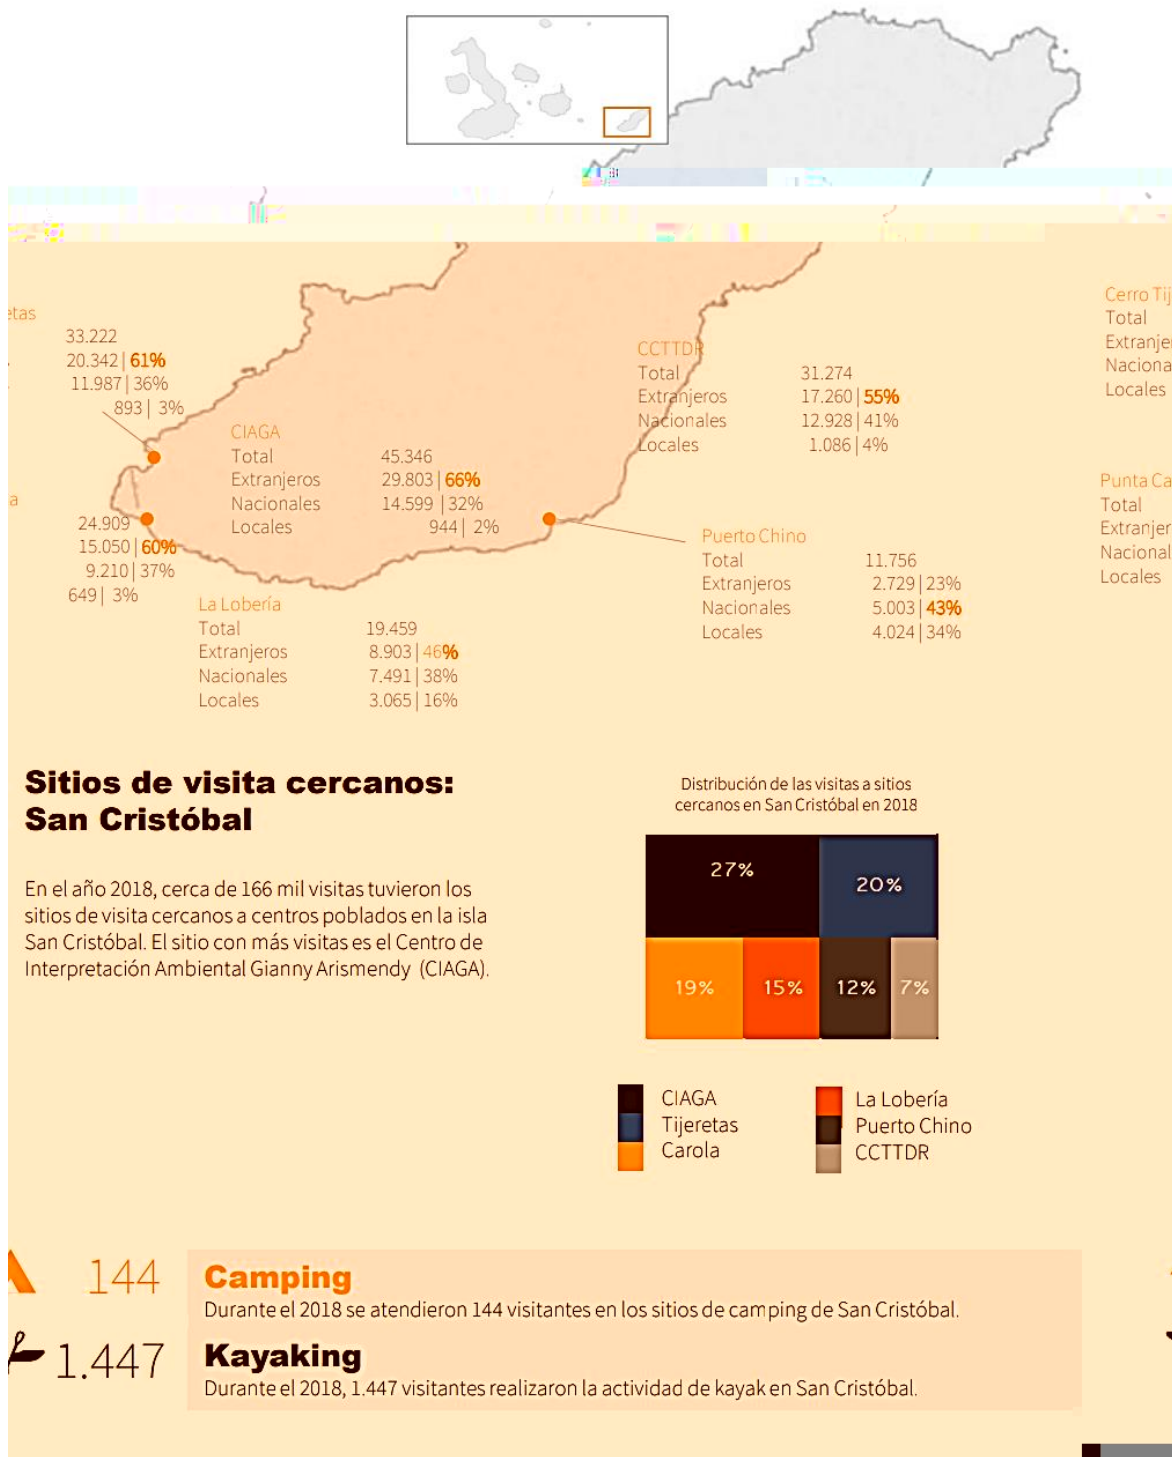 etas
33.222
20.342 | 61%
11.987 | 36%
893 | 3%
CIAGA
Total 45.346
Extranjeros 29.803 | 66%
Nacionales 14.599 | 32%
Locales 944 | 2%
CCTTDR
Total 31.274
Extranjeros 17.260 | 55%
Nacionales 12.928 | 41%
Locales 1.086 | 4%
Cerro Tij
Total
Extranje
Naciona
Locales
a
24.909
15.050 | 60%
9.210 | 37%
649 | 3%
Puerto Chino
Total 11.756
Extranjeros 2.729 | 23%
Nacionales 5.003 | 43%
Locales 4.024 | 34%
Punta Ca
Total
Extranjer
Nacional
Locales
La Lobería
Total 19.459
Extranjeros 8.903 | 46%
Nacionales 7.491 | 38%
Locales 3.065 | 16%
Sitios de visita cercanos:
San Cristóbal
En el año 2018, cerca de 166 mil visitas tuvieron los
sitios de visita cercanos a centros poblados en la isla
San Cristóbal. El sitio con más visitas es el Centro de
Interpretación Ambiental Gianny Arismendy (CIAGA).
Distribución de las visitas a sitios
cercanos en San Cristóbal en 2018
27% 20%
19% 15% 12% 7%
CIAGA
Tijeretas
Carola
La Lobería
Puerto Chino
CCTTDR
144
Camping
Durante el 2018 se atendieron 144 visitantes en los sitios de camping de San Cristóbal.
1.447
Kayaking
Durante el 2018, 1.447 visitantes realizaron la actividad de kayak en San Cristóbal.